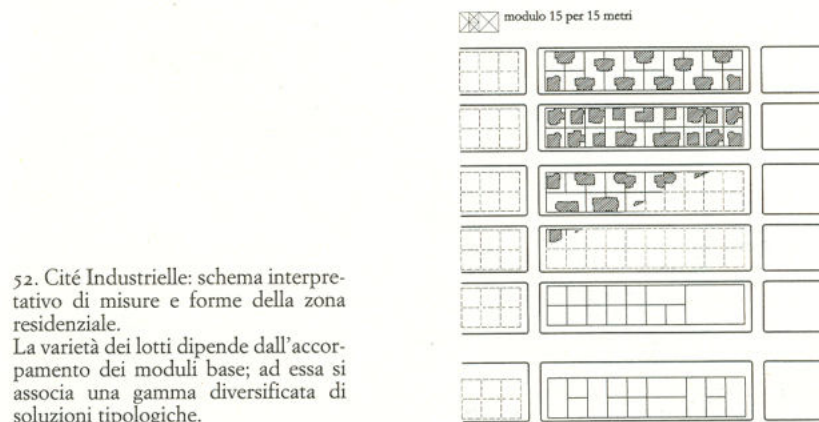 modulo 15 per 15 metri
52. Cité Industrielle: schema interpre-
tativo di misure e forme della zona
residenziale.
La varietà dei lotti dipende dall'accor-
pamento dei moduli base; ad essa si
associa una gamma diversificata di
soluzioni tipologiche.